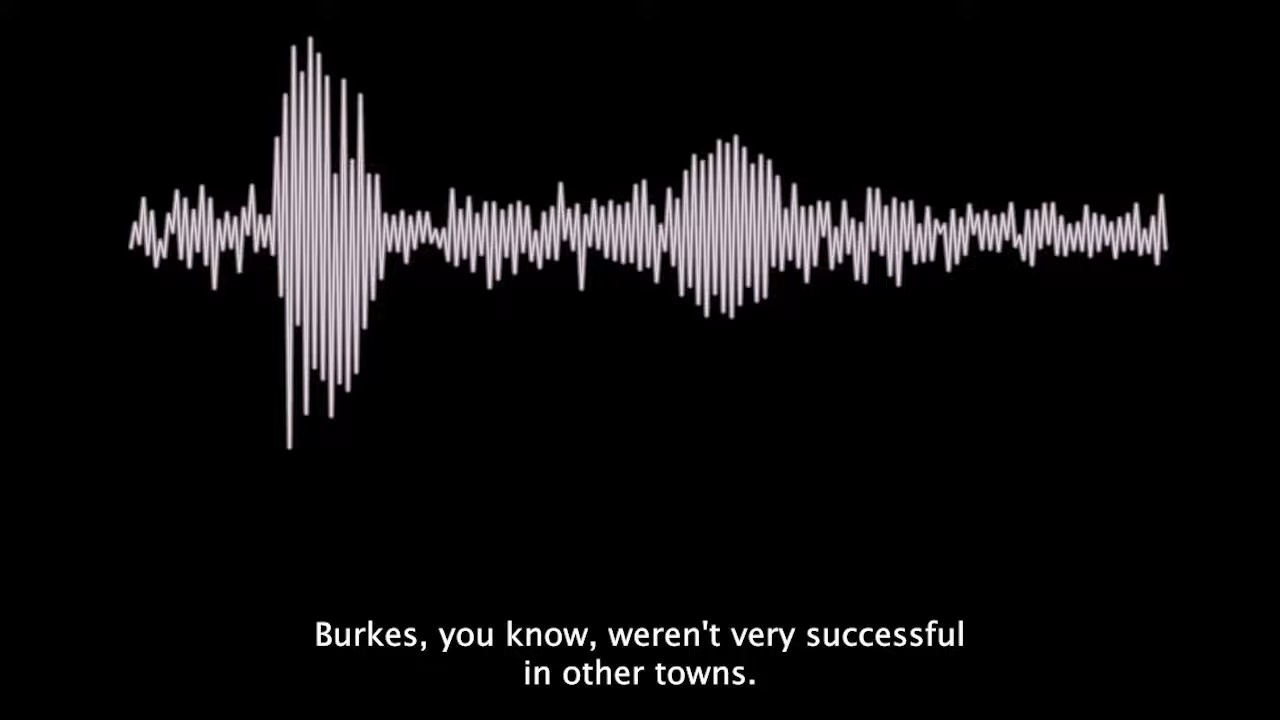 Burkes, you know, weren't very successful
in other towns.